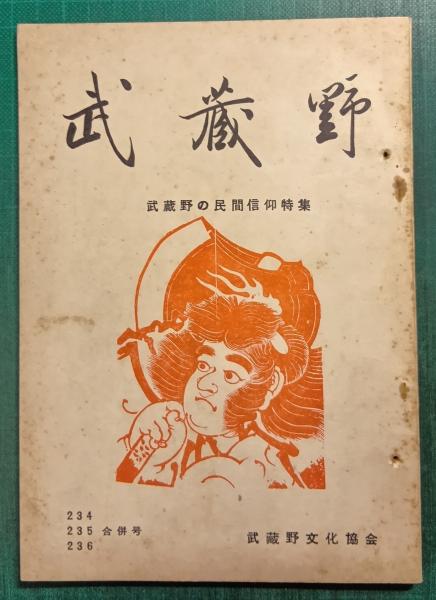 武蔵野
武蔵野の民間信仰特集
234
235 合併号
236
武蔵野文化協会